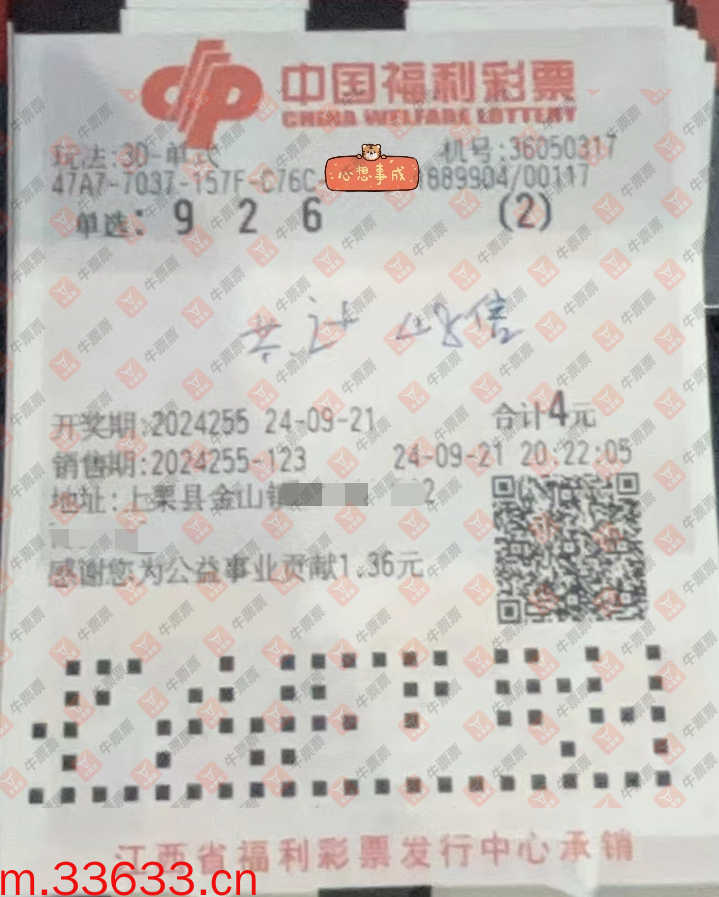 中国福利彩票
CHINA WELFARE LOTTERY
玩法:3D-单式 机号:36050317
47A7-7037-157F-C76C- 689904/00117
心想事成
单选: 9 2 6 (2)
共计 48倍
开奖期:2024255 24-09-21 合计4元
销售期:2024255-123 24-09-21 20:22:05
地址:上栗县金山镇 2
感谢您为公益事业贡献1.36元
江西省福利彩票发行中心承销
m.33633.cn
牛票票